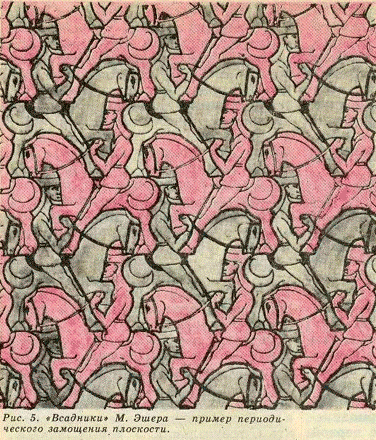 Рис. 5. «Всадники» М. Эшера — пример периоди-
ческого замощения плоскости.